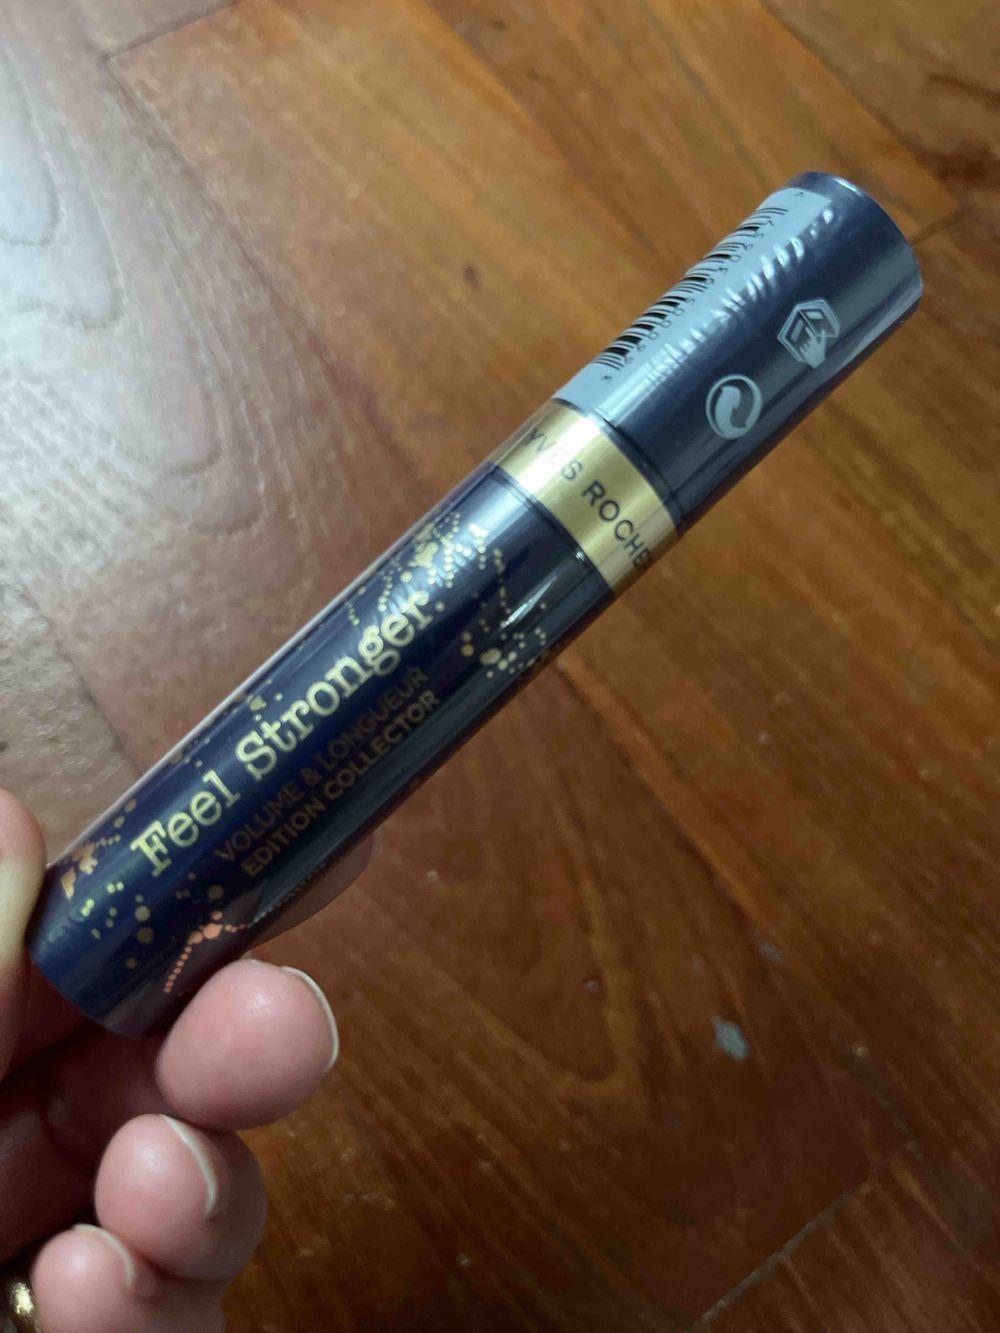 Feel Stronger
VOLUME & LONGUEUR
EDITION COLLECTOR
YVES ROCHE